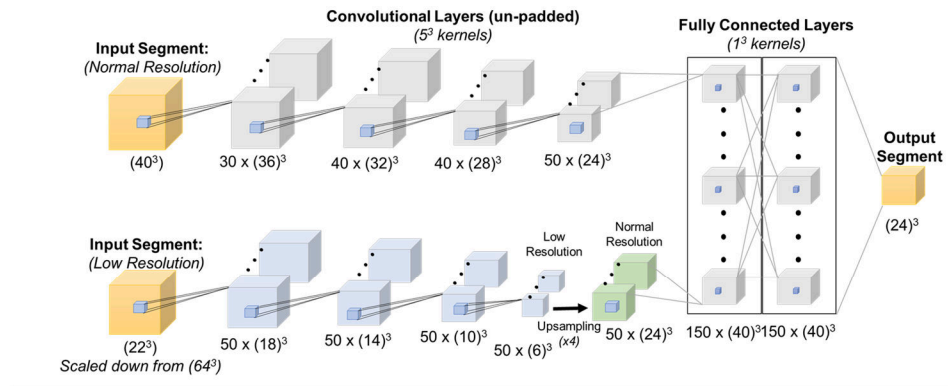 Convolutional Layers (un-padded)
(5³ kernels)
Fully Connected Layers
(1³ kernels)
Input Segment:
(Normal Resolution)
(40³)
30 x (36)³
40 x (32)³
40 x (28)³
50 x (24)³
Output
Segment
(24)³
Input Segment:
(Low Resolution)
Low
Resolution
Normal
Resolution
Upsampling
(x4)
(22³)
50 x (18)³
50 x (14)³
50 x (10)³
50 x (6)³
50 x (24)³
150 x (40)³
150 x (40)³
Scaled down from (64³)